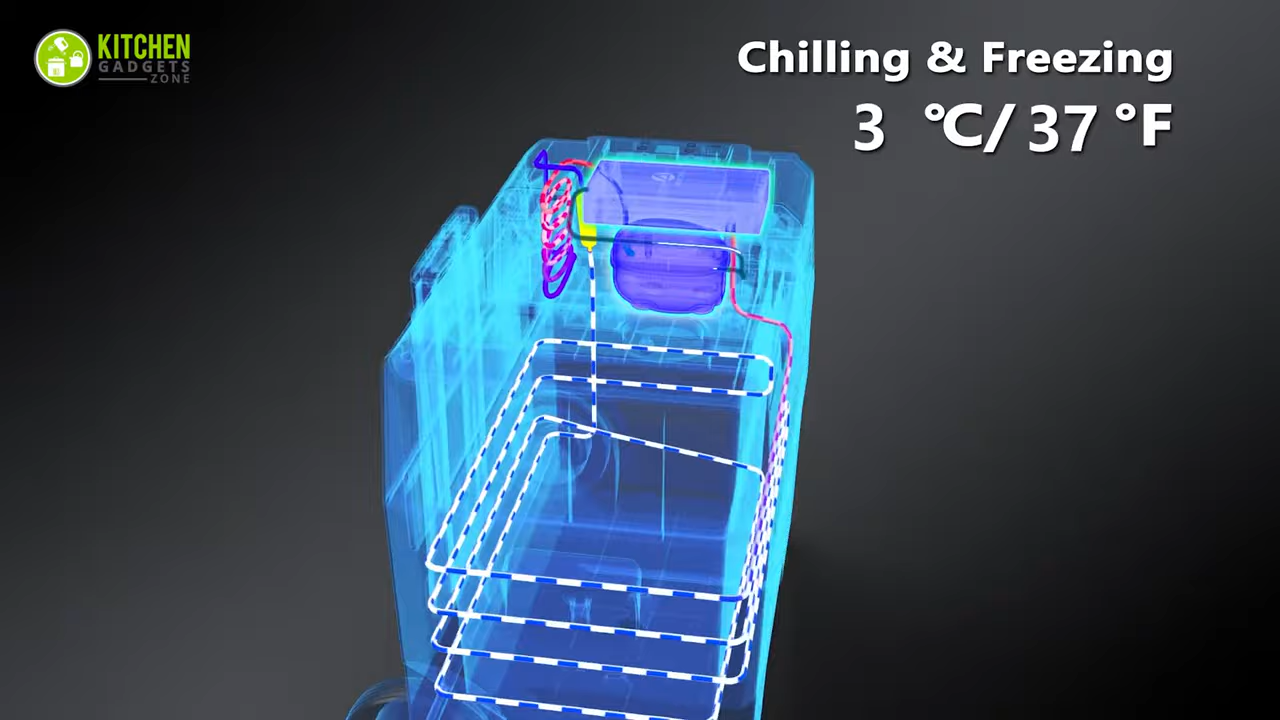 KITCHEN
GADGETS
ZONE
Chilling & Freezing
3 °C/ 37 °F